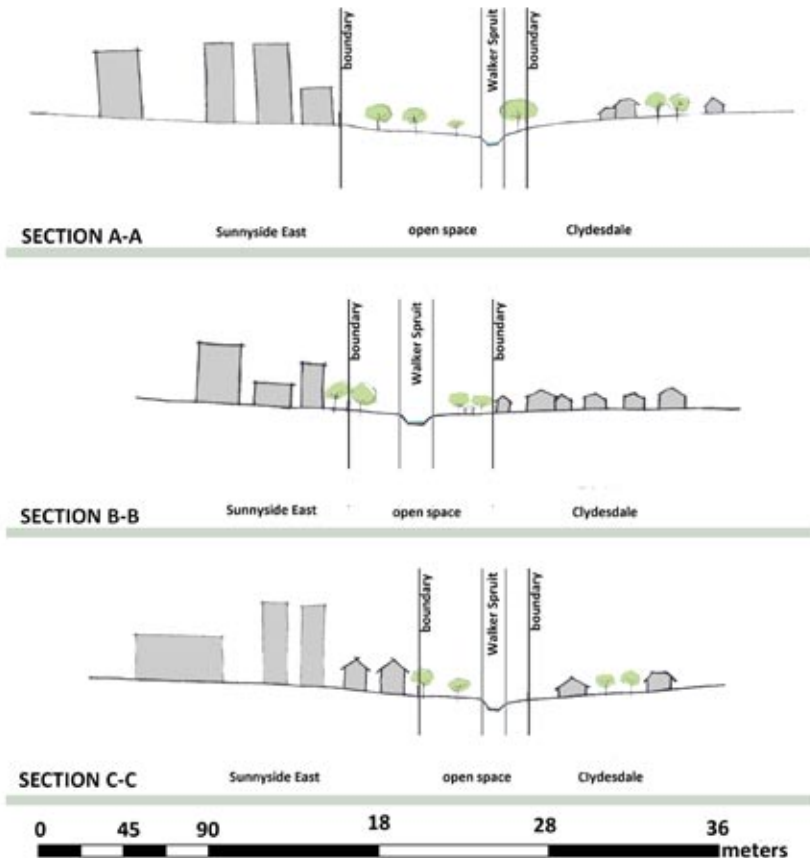 boundary
Walker Spruit
boundary
SECTION A-A
Sunnyside East
open space
Clydesdale
boundary
Walker Spruit
boundary
SECTION B-B
Sunnyside East
open space
Clydesdale
boundary
Walker Spruit
boundary
SECTION C-C
Sunnyside East
open space
Clydesdale
0 45 90 18 28 36
meters